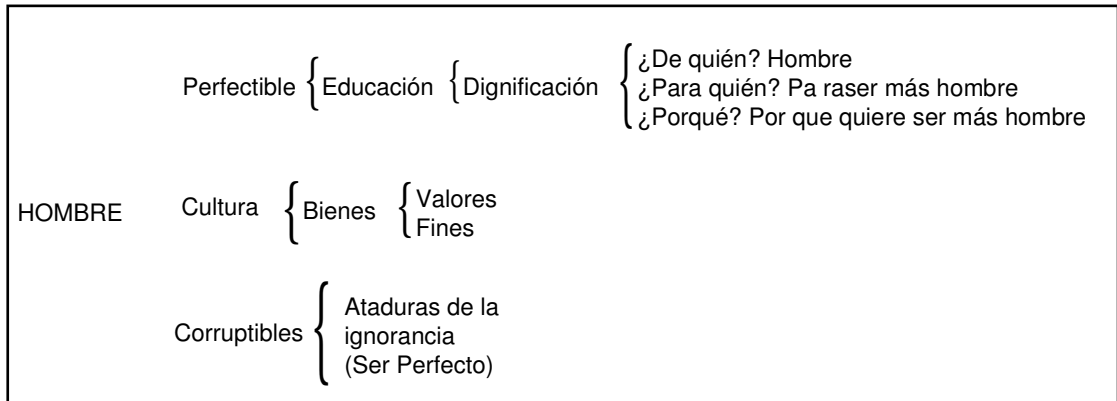 ¿De quién? Hombre
Perfectible { Educación { Dignificación { ¿Para quién? Pa raser más hombre
¿Porqué? Por que quiere ser más hombre
HOMBRE Cultura { Bienes { Valores
Fines
Corruptibles { Ataduras de la
ignorancia
(Ser Perfecto)